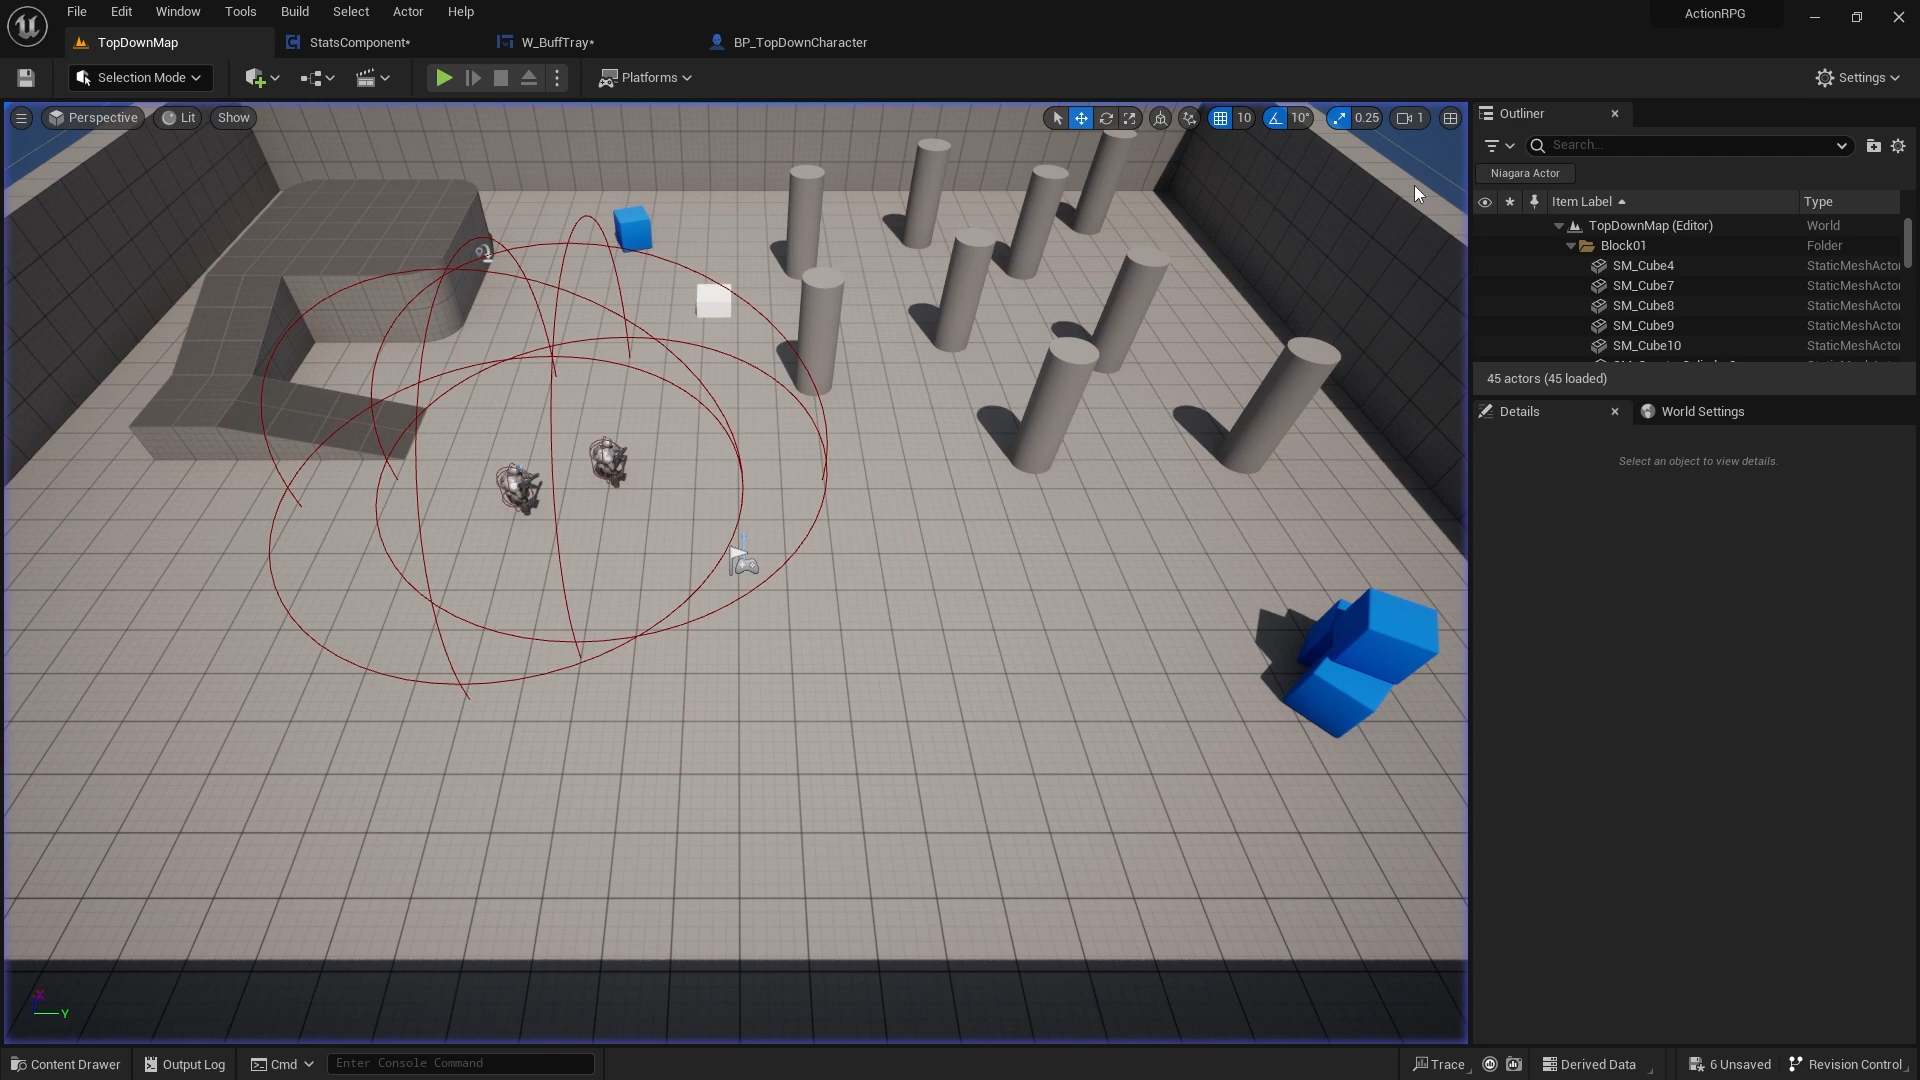 File Edit Window Tools Build Select Actor Help
ActionRPG
TopDownMap StatsComponent* W_BuffTray* BP_TopDownCharacter
Selection Mode Platforms Settings
Perspective Lit Show 10 10° 0.25 1
Outliner
Search...
Niagara Actor
Item Label Type
TopDownMap (Editor) World
Block01 Folder
SM_Cube4 StaticMeshActor
SM_Cube7 StaticMeshActor
SM_Cube8 StaticMeshActor
SM_Cube9 StaticMeshActor
SM_Cube10 StaticMeshActor
45 actors (45 loaded)
Details World Settings
Select an object to view details.
X
Y
Content Drawer Output Log Cmd Enter Console Command Trace Derived Data 6 Unsaved Revision Control